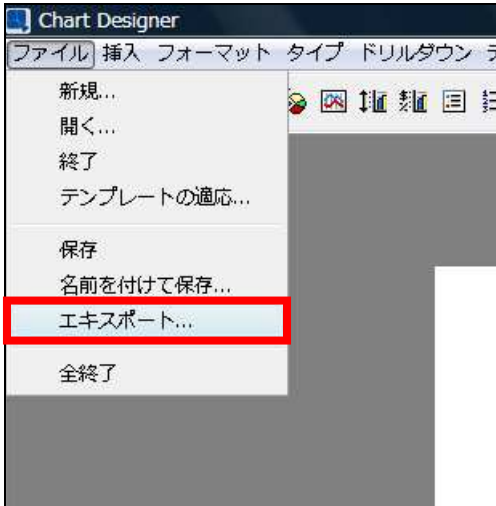 Chart Designer
ファイル 挿入 フォーマット タイプ ドリルダウン
新規...
開く...
終了
テンプレートの適応...
保存
名前を付けて保存...
エキスポート...
全終了